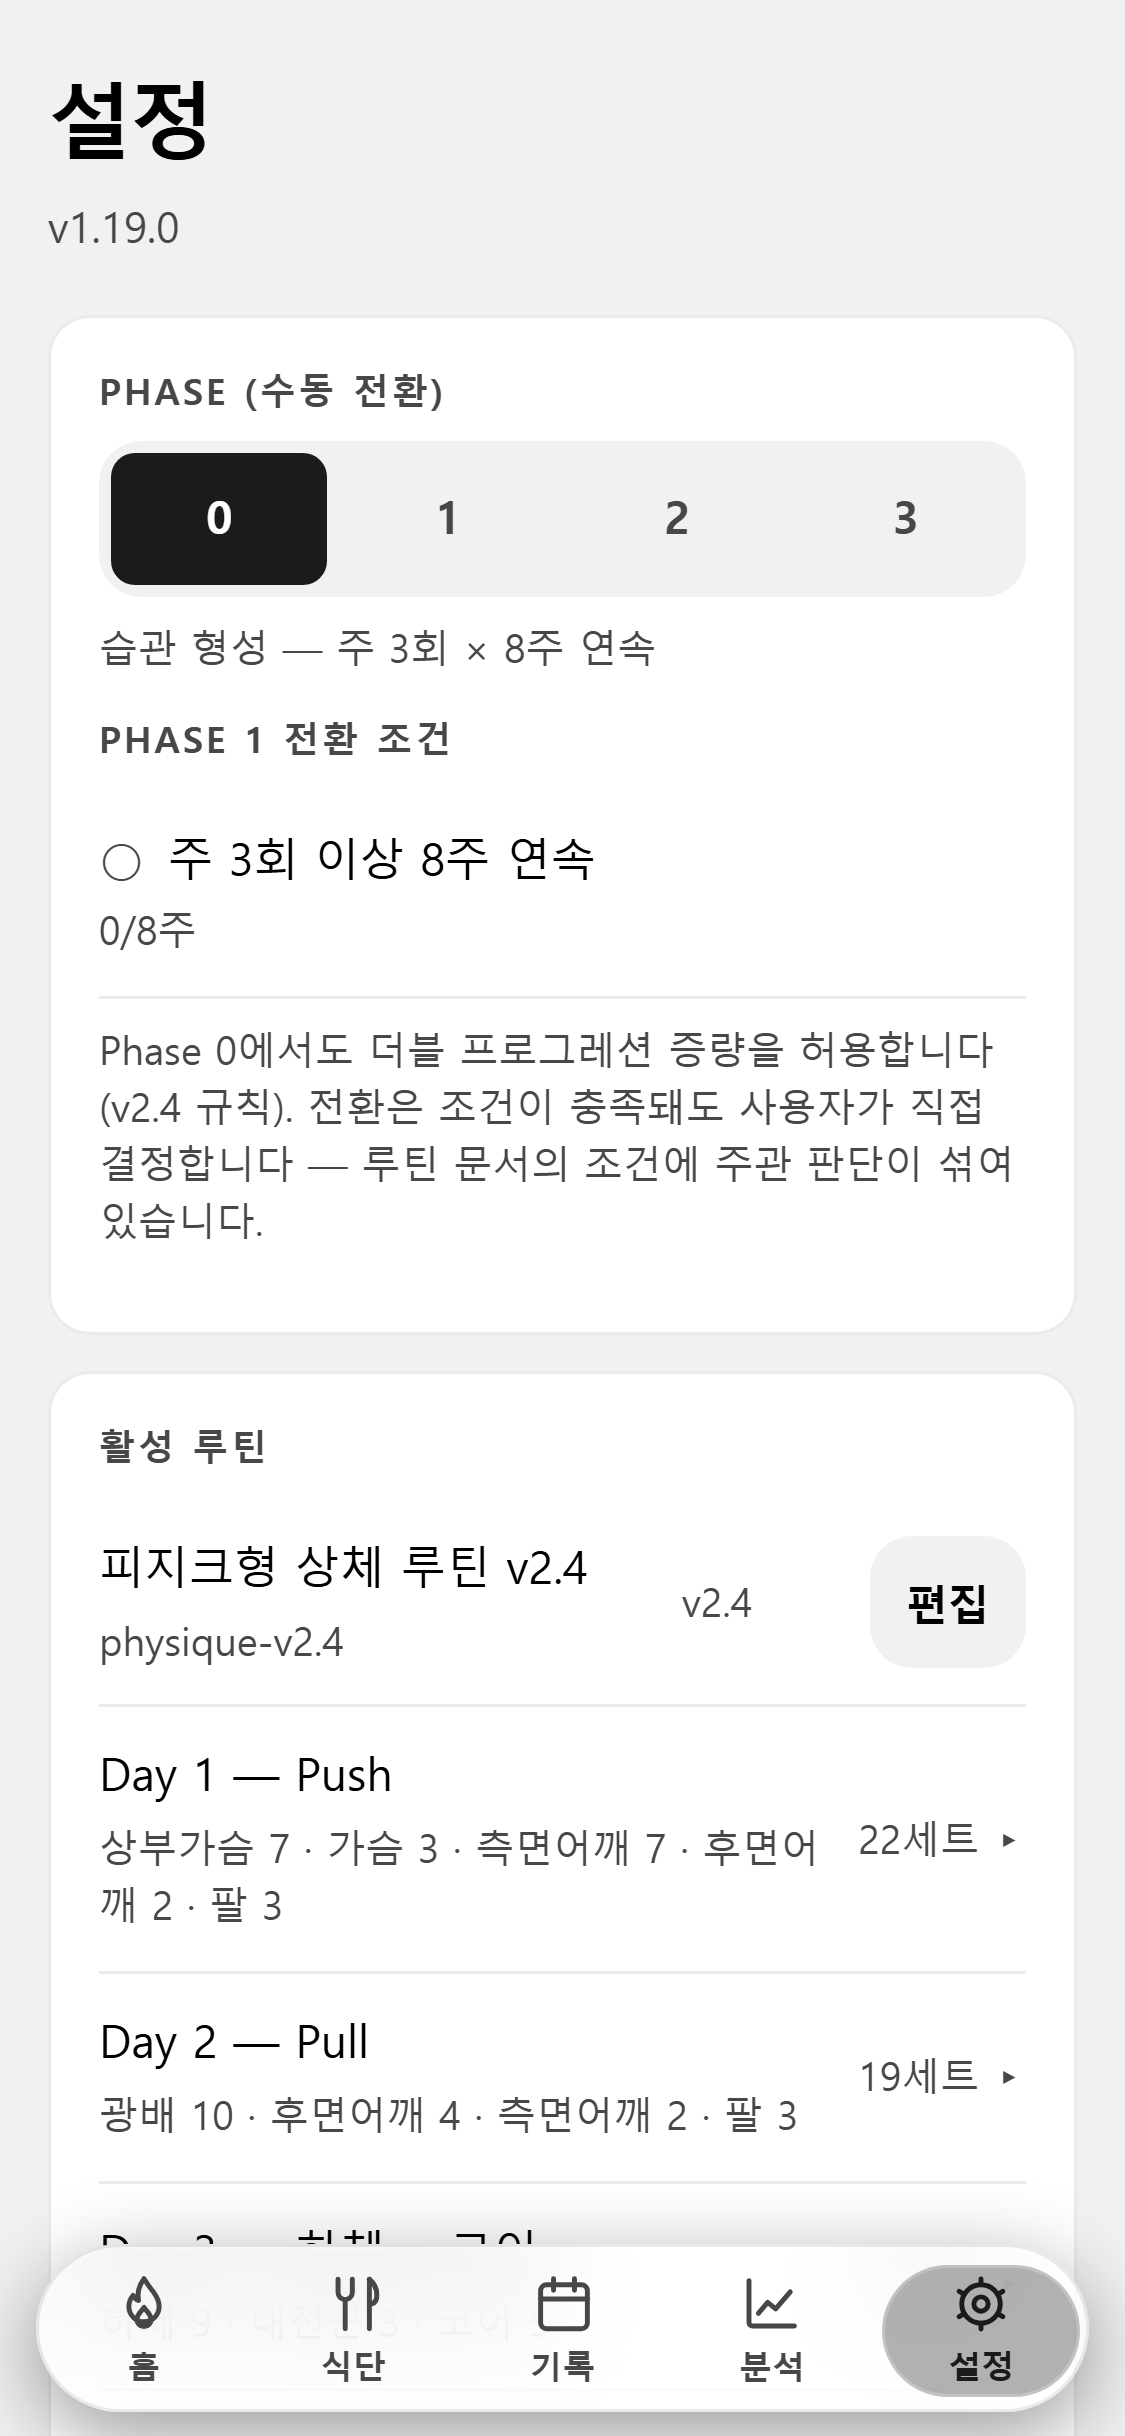 설정
v1.19.0
PHASE (수동 전환)
0 1 2 3
습관 형성 — 주 3회 × 8주 연속
PHASE 1 전환 조건
○ 주 3회 이상 8주 연속
0/8주
Phase 0에서도 더블 프로그레션 증량을 허용합니다
(v2.4 규칙). 전환은 조건이 충족돼도 사용자가 직접
결정합니다 — 루틴 문서의 조건에 주관 판단이 섞여
있습니다.
활성 루틴
피지크형 상체 루틴 v2.4
physique-v2.4
v2.4
편집
Day 1 — Push
상부가슴 7 · 가슴 3 · 측면어깨 7 · 후면어
깨 2 · 팔 3
22세트 ▸
Day 2 — Pull
광배 10 · 후면어깨 4 · 측면어깨 2 · 팔 3
19세트 ▸
하체 9 · 내전근 3 · 코어
홈 식단 기록 분석 설정